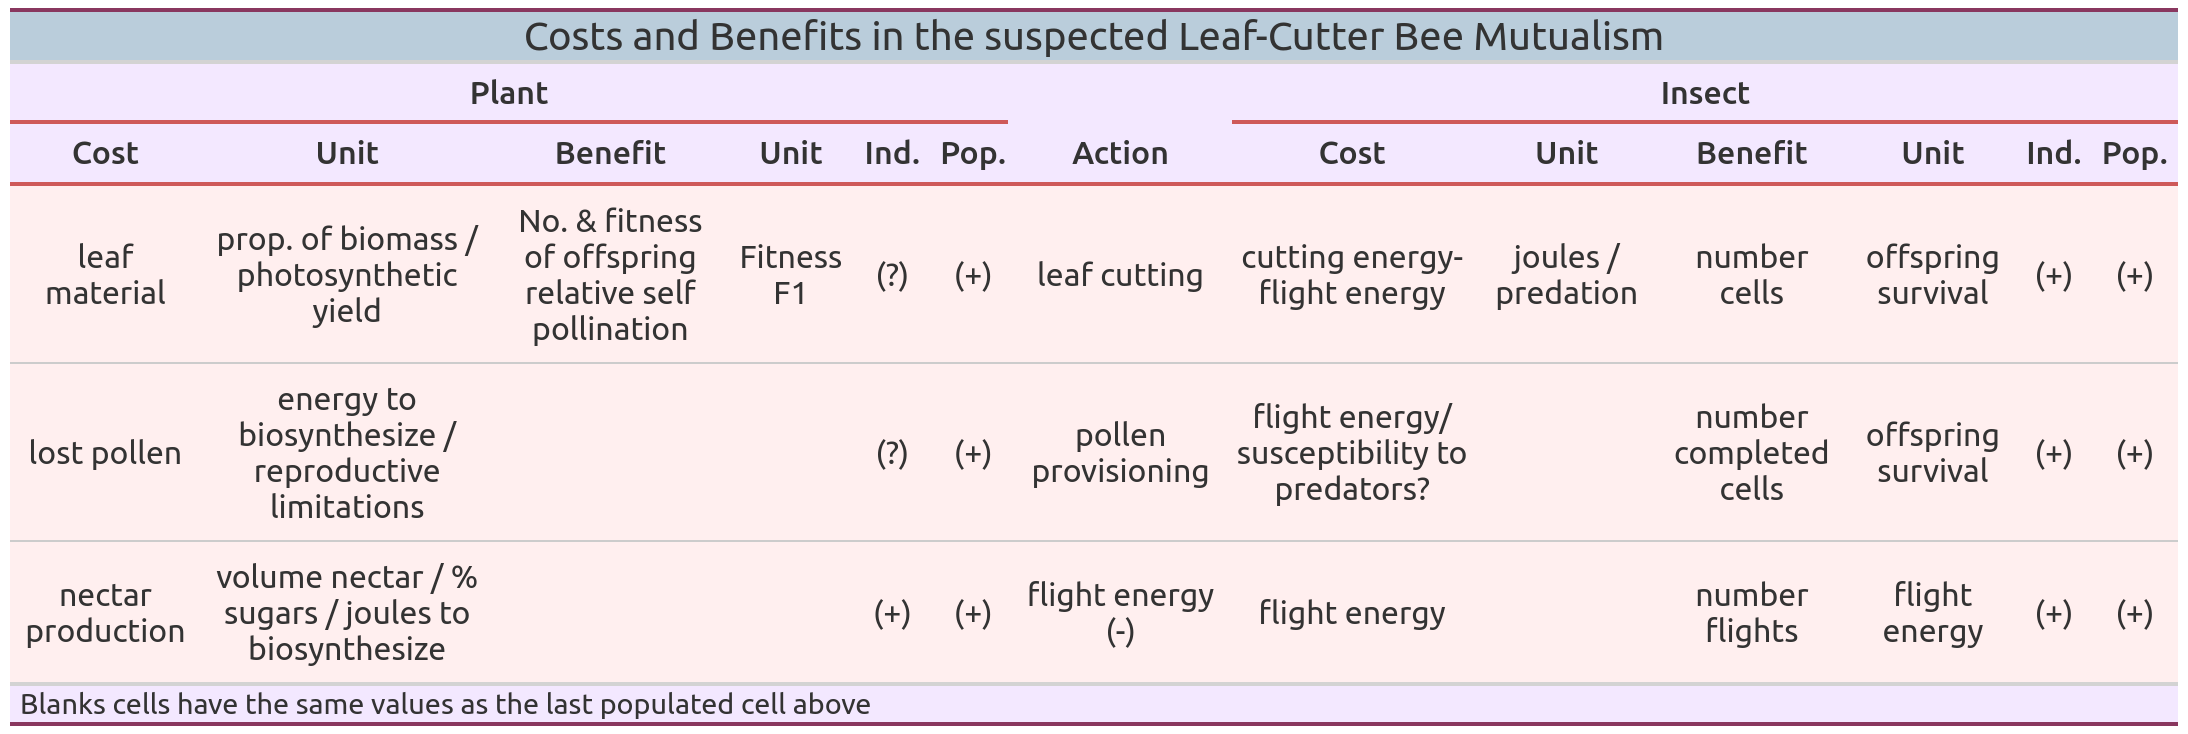 Costs and Benefits in the suspected Leaf-Cutter Bee Mutualism
Plant
Insect
Cost Unit Benefit Unit Ind. Pop. Action Cost Unit Benefit Unit Ind. Pop.
leaf
material
prop. of biomass /
photosynthetic
yield
No. & fitness
of offspring
relative self
pollination
Fitness
F1
(?)
(+)
leaf cutting
cutting energy-
flight energy
joules /
predation
number
cells
offspring
survival
(+)
(+)
lost pollen
energy to
biosynthesize /
reproductive
limitations
(?)
(+)
pollen
provisioning
flight energy/
susceptibility to
predators?
number
completed
cells
offspring
survival
(+)
(+)
nectar
production
volume nectar / %
sugars / joules to
biosynthesize
(+)
(+)
flight energy
(-)
flight energy
number
flights
flight
energy
(+)
(+)
Blanks cells have the same values as the last populated cell above